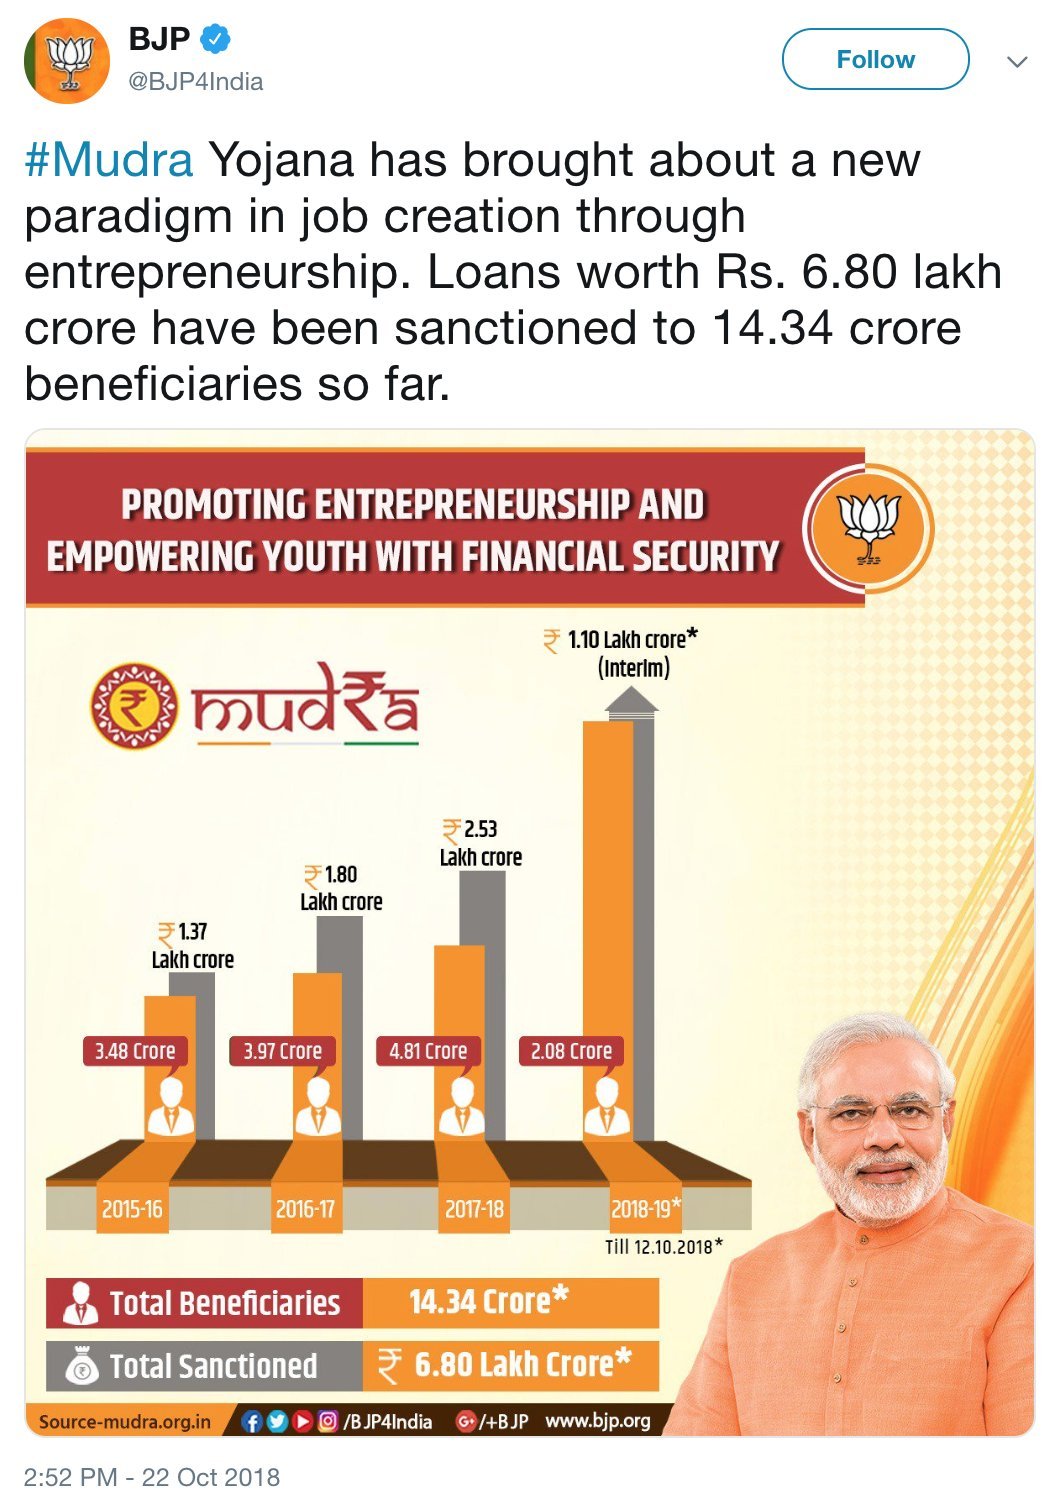 BJP
@BJP4India
Follow
#Mudra Yojana has brought about a new
paradigm in job creation through
entrepreneurship. Loans worth Rs. 6.80 lakh
crore have been sanctioned to 14.34 crore
beneficiaries so far.
PROMOTING ENTREPRENEURSHIP AND
EMPOWERING YOUTH WITH FINANCIAL SECURITY
₹ 1.10 Lakh crore*
(Interim)
mudRa
₹ 2.53
Lakh crore
₹ 1.80
Lakh crore
₹ 1.37
Lakh crore
3.48 Crore
3.97 Crore
4.81 Crore
2.08 Crore
2015-16
2016-17
2017-18
2018-19*
Till 12.10.2018*
Total Beneficiaries 14.34 Crore*
Total Sanctioned ₹ 6.80 Lakh Crore*
Source-mudra.org.in /BJP4India G+/+BJP www.bjp.org
2:52 PM - 22 Oct 2018